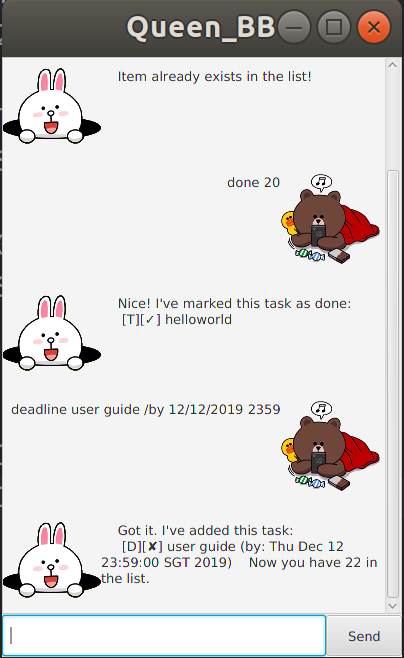 Queen_BB
Item already exists in the list!
done 20
Nice! I've marked this task as done:
[T][✓] helloworld
deadline user guide /by 12/12/2019 2359
Got it. I've added this task:
[D][✘] user guide (by: Thu Dec 12
23:59:00 SGT 2019)    Now you have 22 in
the list.
Send